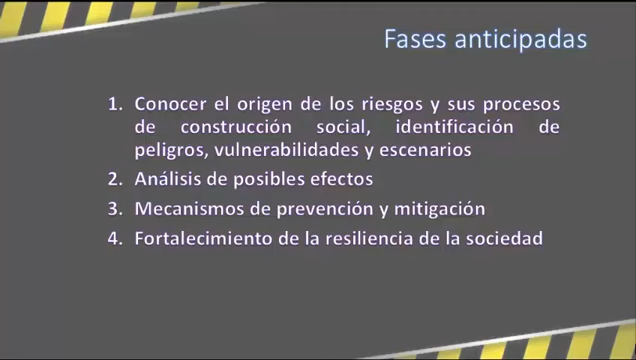 Fases anticipadas
1. Conocer el origen de los riesgos y sus procesos
de construcción social, identificación de
peligros, vulnerabilidades y escenarios
2. Análisis de posibles efectos
3. Mecanismos de prevención y mitigación
4. Fortalecimiento de la resiliencia de la sociedad